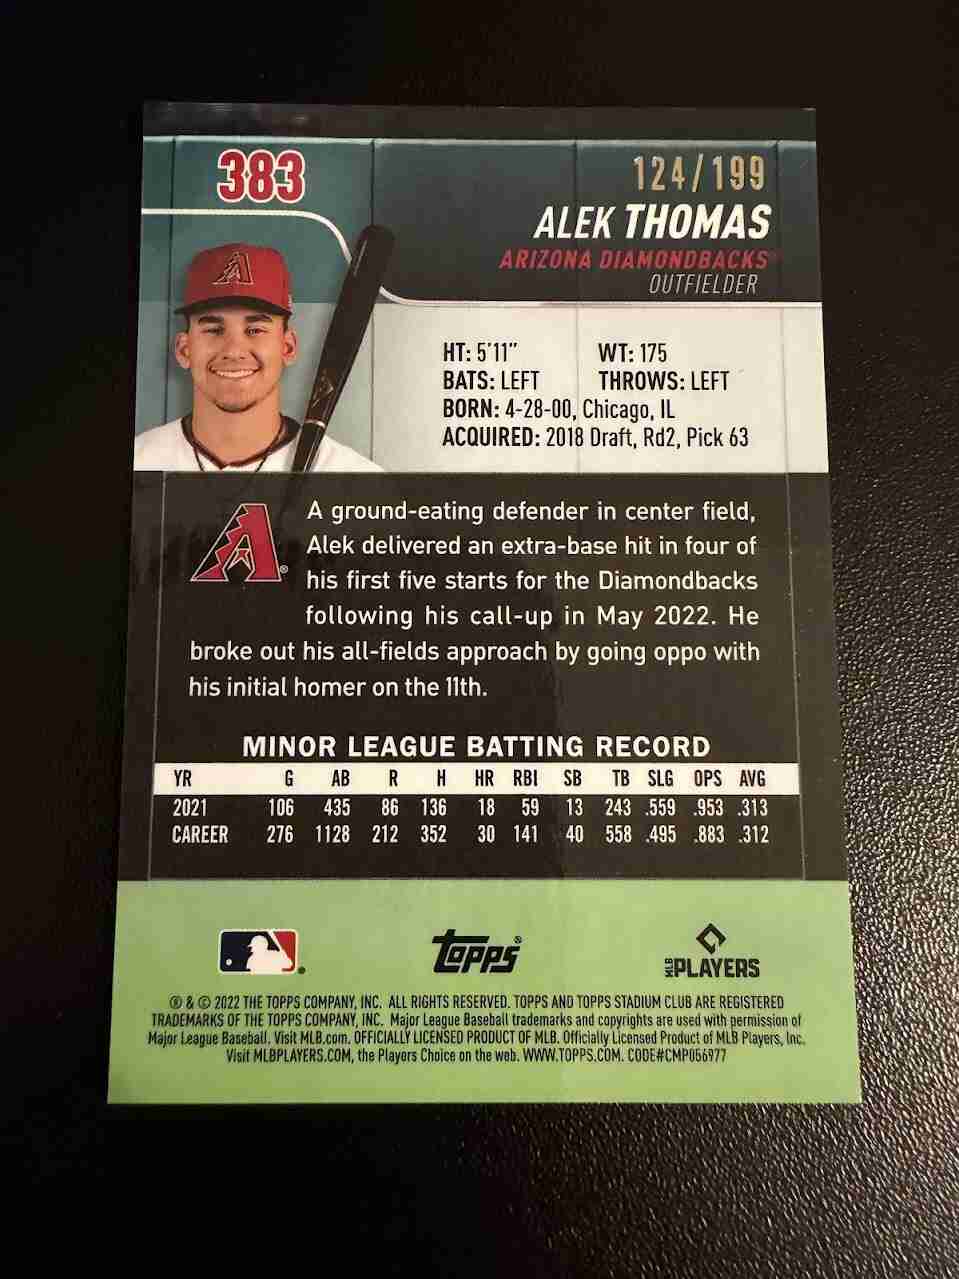 383
124/199
ALEK THOMAS
ARIZONA DIAMONDBACKS®
OUTFIELDER
HT: 5'11" WT: 175
BATS: LEFT THROWS: LEFT
BORN: 4-28-00, Chicago, IL
ACQUIRED: 2018 Draft, Rd2, Pick 63
A ground-eating defender in center field,
Alek delivered an extra-base hit in four of
his first five starts for the Diamondbacks
following his call-up in May 2022. He
broke out his all-fields approach by going oppo with
his initial homer on the 11th.
MINOR LEAGUE BATTING RECORD
YR G AB R H HR RBI SB TB SLG OPS AVG
2021 106 435 86 136 18 59 13 243 .559 .953 .313
CAREER 276 1128 212 352 30 141 40 558 .495 .883 .312
Topps®
MLB PLAYERS
® & © 2022 THE TOPPS COMPANY, INC. ALL RIGHTS RESERVED. TOPPS AND TOPPS STADIUM CLUB ARE REGISTERED
TRADEMARKS OF THE TOPPS COMPANY, INC. Major League Baseball trademarks and copyrights are used with permission of
Major League Baseball. Visit MLB.com. OFFICIALLY LICENSED PRODUCT OF MLB. Officially Licensed Product of MLB Players, Inc.
Visit MLBPLAYERS.COM, the Players Choice on the web. WWW.TOPPS.COM. CODE#CMP056977